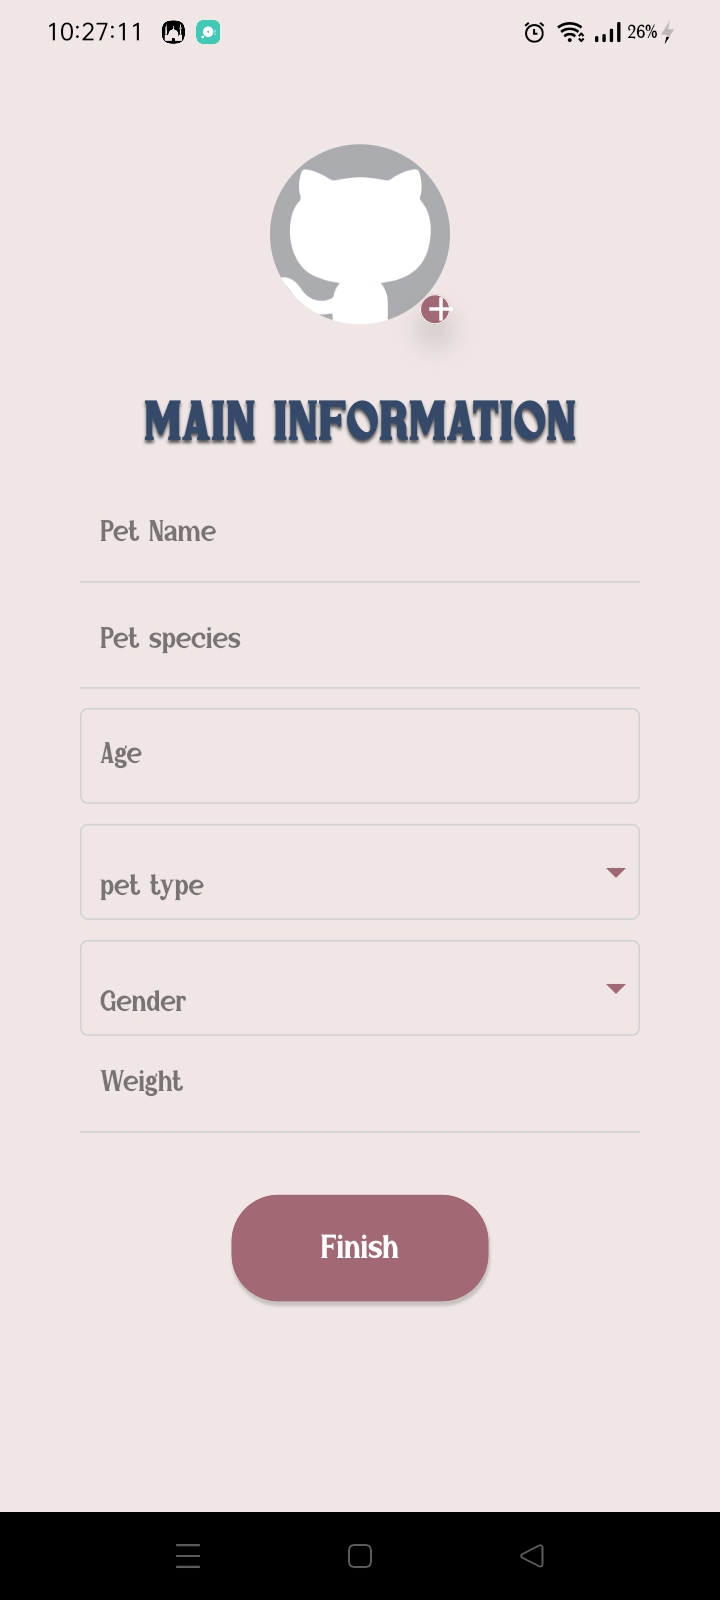 10:27:11
26%
MAIN INFORMATION
Pet Name
Pet species
Age
pet type
Gender
Weight
Finish